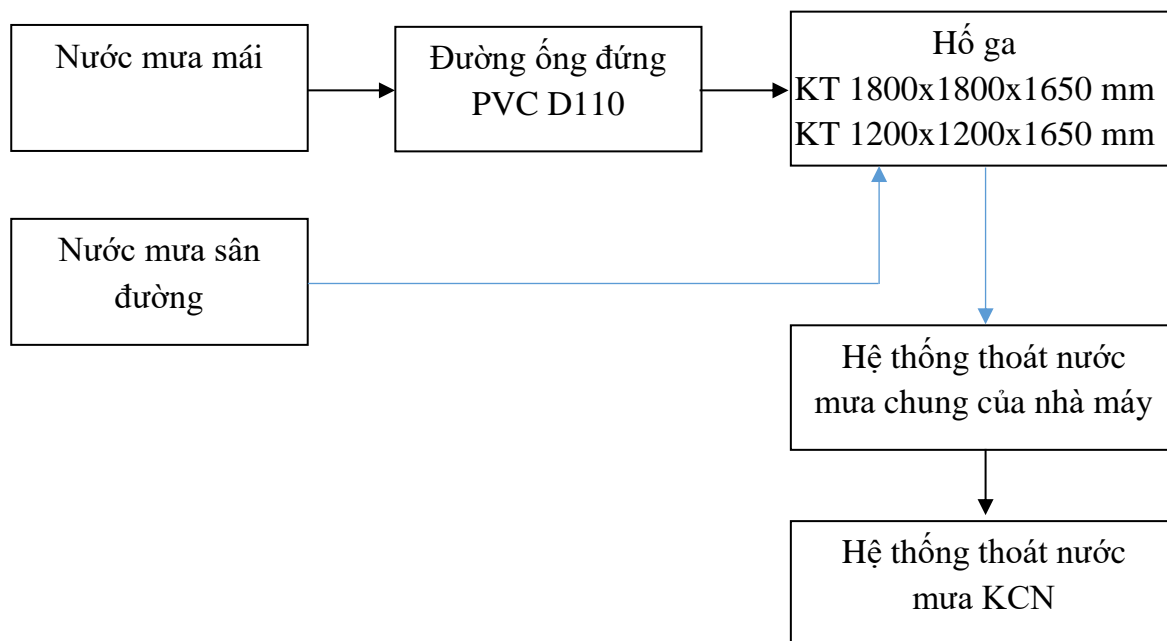 Nước mưa mái
Đường ống đứng
PVC D110
Hố ga
KT 1800x1800x1650 mm
KT 1200x1200x1650 mm
Nước mưa sân
đường
Hệ thống thoát nước
mưa chung của nhà máy
Hệ thống thoát nước
mưa KCN